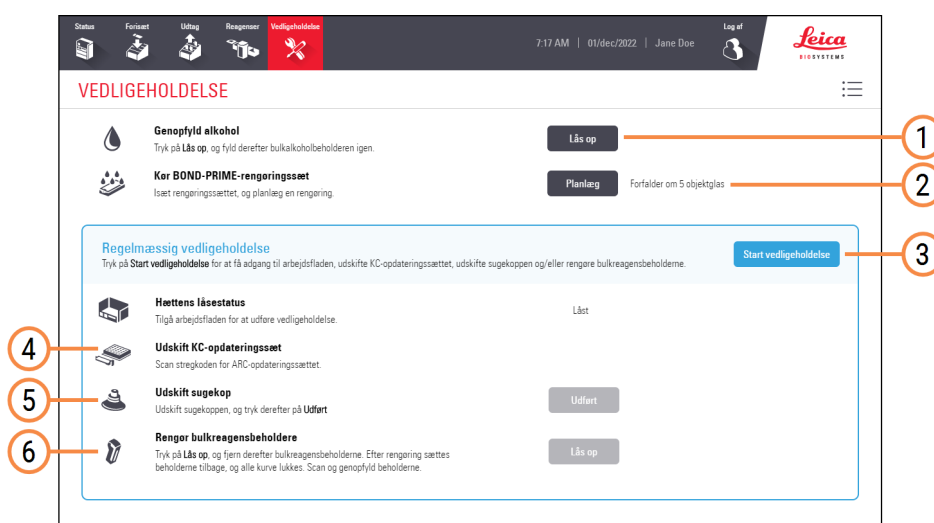 Status Forisæt Udtag Reagenser Vedligeholdelse
7:17 AM | 01/dec/2022 | Jane Doe
Log af
Leica
BIOSYSTEMS
VEDLIGEHOLDELSE
Genopfyld alkohol
Tryk på Lås op, og fyld derefter bulkalkoholbeholderen igen.
Lås op
1
Kør BOND-PRIME-rengøringssæt
Isæt rengøringssættet, og planlæg en rengøring.
Planlæg
Forfalder om 5 objektglas
2
Regelmæssig vedligeholdelse
Tryk på Start vedligeholdelse for at få adgang til arbejdsfladen, udskifte KC-opdateringssættet, udskifte sugekoppen og/eller rengøre bulkreagensbeholderne.
Start vedligeholdelse
3
Hættens låsestatus
Tilgå arbejdsfladen for at udføre vedligeholdelse.
Låst
4
Udskift KC-opdateringssæt
Scan stregkoden for ARC-opdateringssættet.
5
Udskift sugekop
Udskift sugekoppen, og tryk derefter på Udført
Udført
6
Rengør bulkreagensbeholdere
Tryk på Lås op, og fjern derefter bulkreagensbeholderne. Efter rengøring sættes
beholderne tilbage, og alle kurve lukkes. Scan og genopfyld beholderne.
Lås op